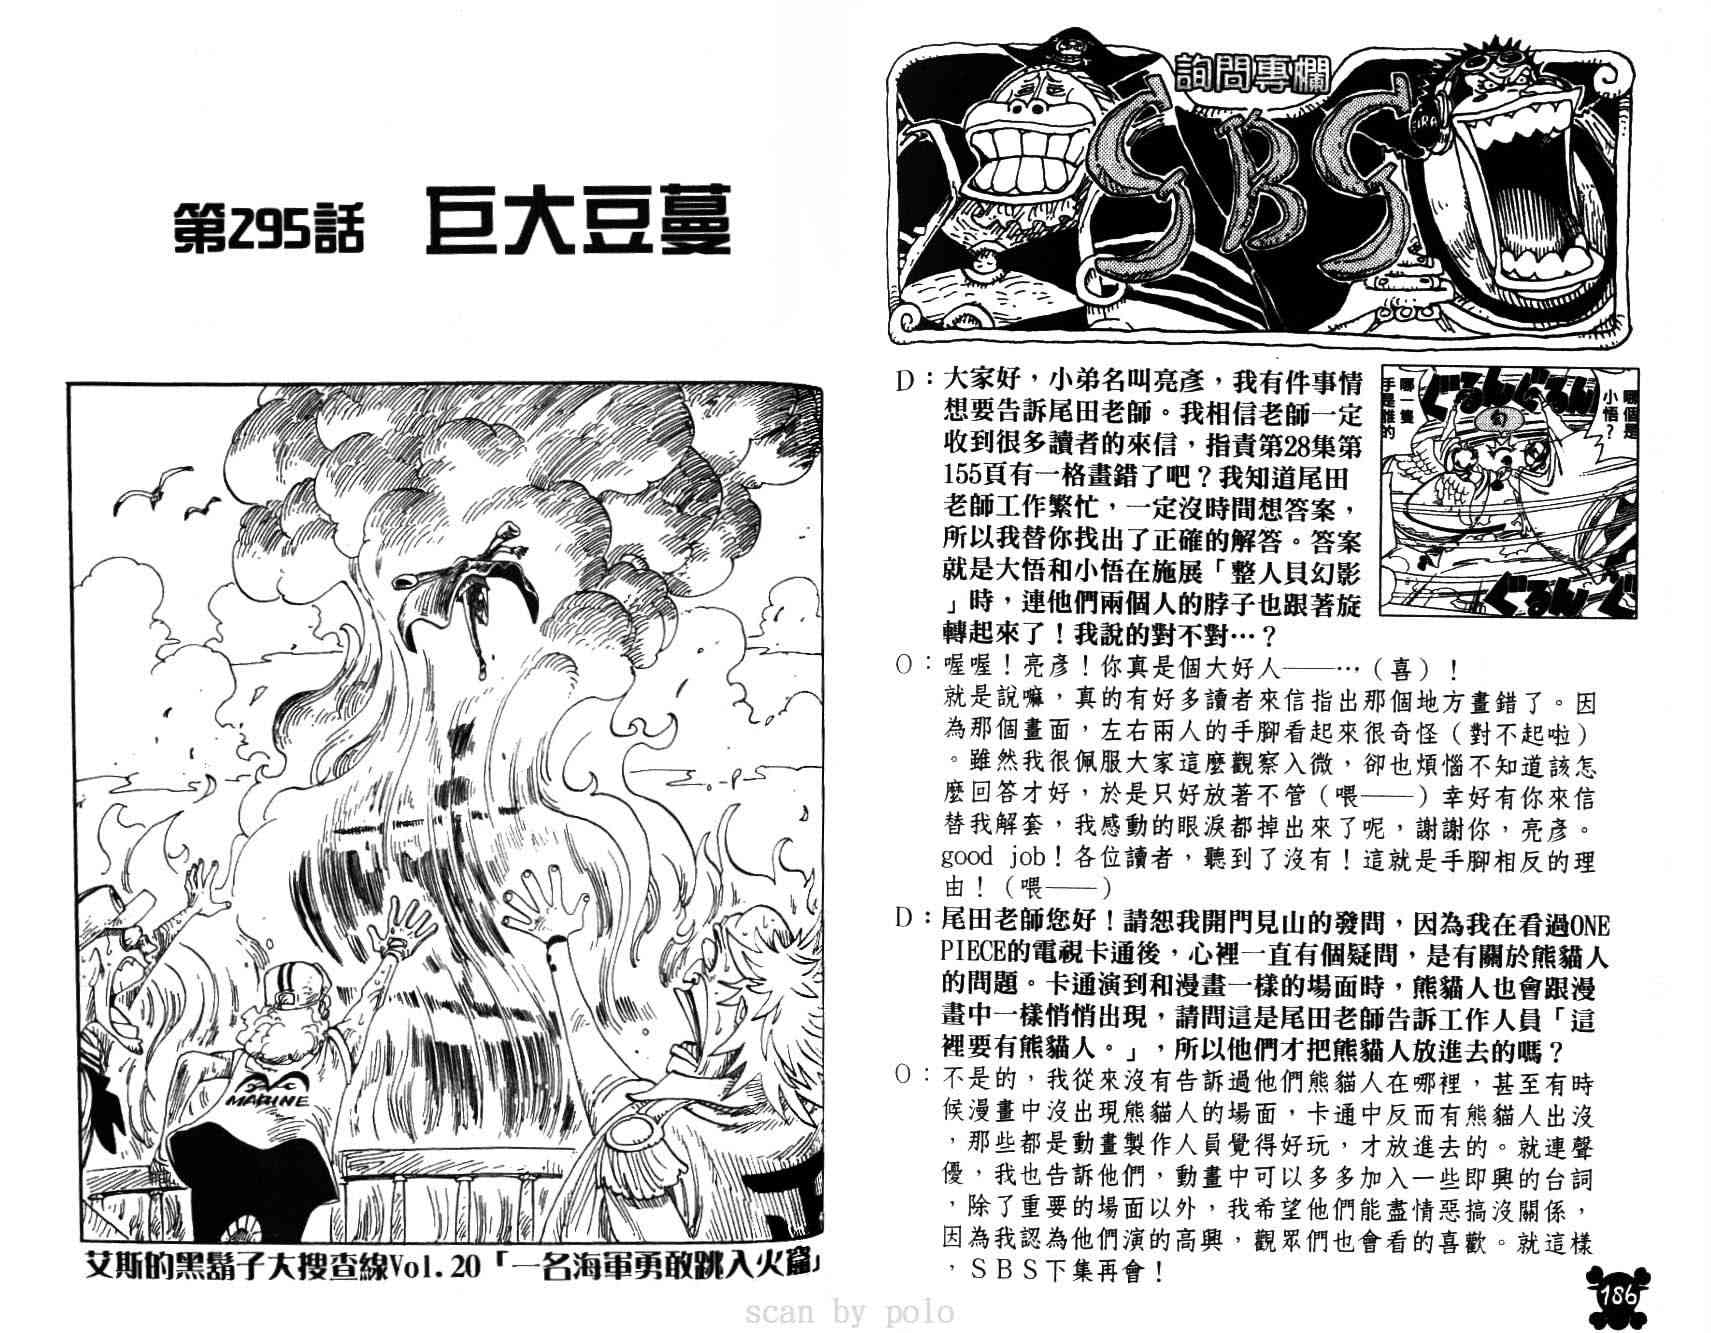 詢問專欄
SBS
D：大家好，小弟名叫亮彥，我有件事情
想要告訴尾田老師。我相信老師一定
收到很多讀者的來信，指責第28集第
155頁有一格畫錯了吧？我知道尾田
老師工作繁忙，一定沒時間想答案，
所以我替你找出了正確的解答。答案
就是大悟和小悟在施展「整人貝幻影
」時，連他們兩個人的脖子也跟著旋
轉起來了！我說的對不對…？
哪個是
小悟？
ぐるんぐるん
哪一隻
手是誰的
ぐるんぐ
O：喔喔！亮彥！你真是個大好人——…（喜）！
就是說嘛，真的有好多讀者來信指出那個地方畫錯了。因
為那個畫面，左右兩人的手腳看起來很奇怪（對不起啦）
。雖然我很佩服大家這麼觀察入微，卻也煩惱不知道該怎
麼回答才好，於是只好放著不管（喂——）幸好有你來信
替我解套，我感動的眼淚都掉出來了呢，謝謝你，亮彥。
good job！各位讀者，聽到了沒有！這就是手腳相反的理
由！（喂——）
D：尾田老師您好！請恕我開門見山的發問，因為我在看過ONE
PIECE的電視卡通後，心裡一直有個疑問，是有關於熊貓人
的問題。卡通演到和漫畫一樣的場面時，熊貓人也會跟漫
畫中一樣悄悄出現，請問這是尾田老師告訴工作人員「這
裡要有熊貓人。」，所以他們才把熊貓人放進去的嗎？
O：不是的，我從來沒有告訴過他們熊貓人在哪裡，甚至有時
候漫畫中沒出現熊貓人的場面，卡通中反而有熊貓人出沒
，那些都是動畫製作人員覺得好玩，才放進去的。就連聲
優，我也告訴他們，動畫中可以多多加入一些即興的台詞
，除了重要的場面以外，我希望他們能盡情惡搞沒關係，
因為我認為他們演的高興，觀眾們也會看的喜歡。就這樣
，SBS下集再會！
186
第295話 巨大豆蔓
MARINE
艾斯的黑鬍子大搜查線Vol.20「一名海軍勇敢跳入火窟」
scan by polo